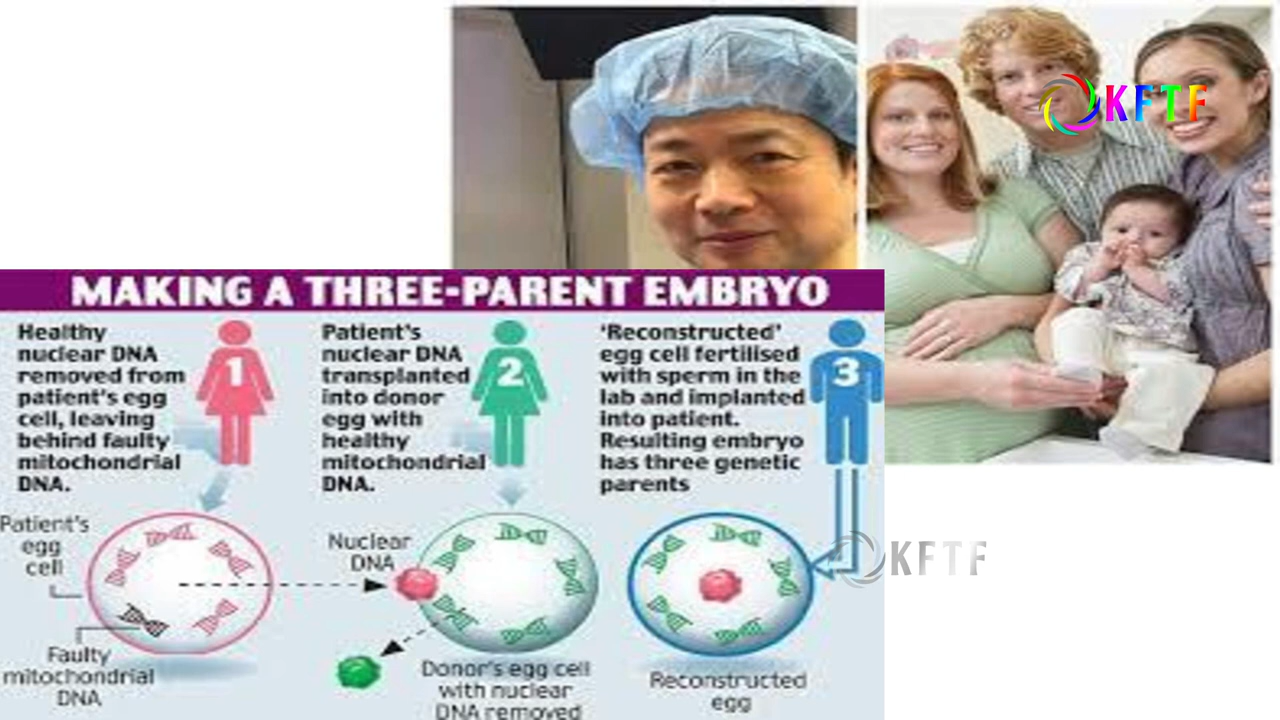 KFTF
MAKING A THREE-PARENT EMBRYO
Healthy
nuclear DNA
removed from
patient's egg
cell, leaving
behind faulty
mitochondrial
DNA.
1
Patient's
nuclear DNA
transplanted
into donor
egg with
healthy
mitochondrial
DNA.
2
'Reconstructed'
egg cell fertilised
with sperm in the
lab and implanted
into patient.
Resulting embryo
has three genetic
parents
3
Patient's
egg
cell
Faulty
mitochondrial
DNA
Nuclear
DNA
Donor's egg cell
with nuclear
DNA removed
Reconstructed
egg
KFTF